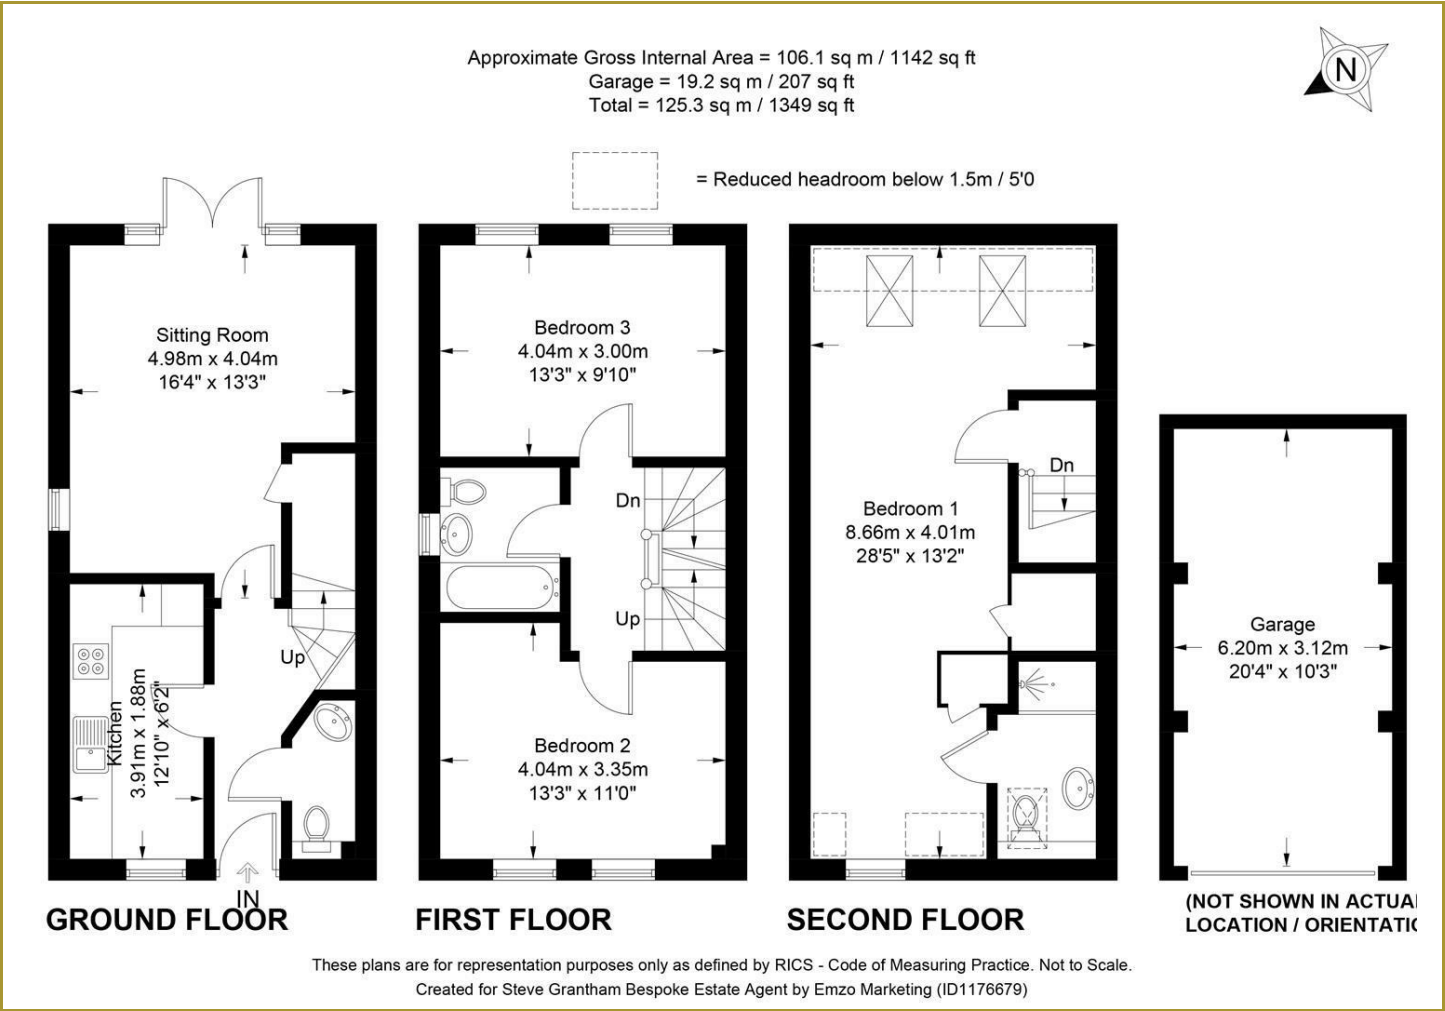 Approximate Gross Internal Area = 106.1 sq m / 1142 sq ft
Garage = 19.2 sq m / 207 sq ft
Total = 125.3 sq m / 1349 sq ft
N
= Reduced headroom below 1.5m / 5'0
Sitting Room
4.98m x 4.04m
16'4" x 13'3"
Up
Kitchen
3.91m x 1.88m
12'10" x 6'2"
IN
GROUND FLOOR
Bedroom 3
4.04m x 3.00m
13'3" x 9'10"
Dn
Up
Bedroom 2
4.04m x 3.35m
13'3" x 11'0"
FIRST FLOOR
Dn
Bedroom 1
8.66m x 4.01m
28'5" x 13'2"
SECOND FLOOR
Garage
6.20m x 3.12m
20'4" x 10'3"
(NOT SHOWN IN ACTUAL
LOCATION / ORIENTATIO
These plans are for representation purposes only as defined by RICS - Code of Measuring Practice. Not to Scale.
Created for Steve Grantham Bespoke Estate Agent by Emzo Marketing (ID1176679)